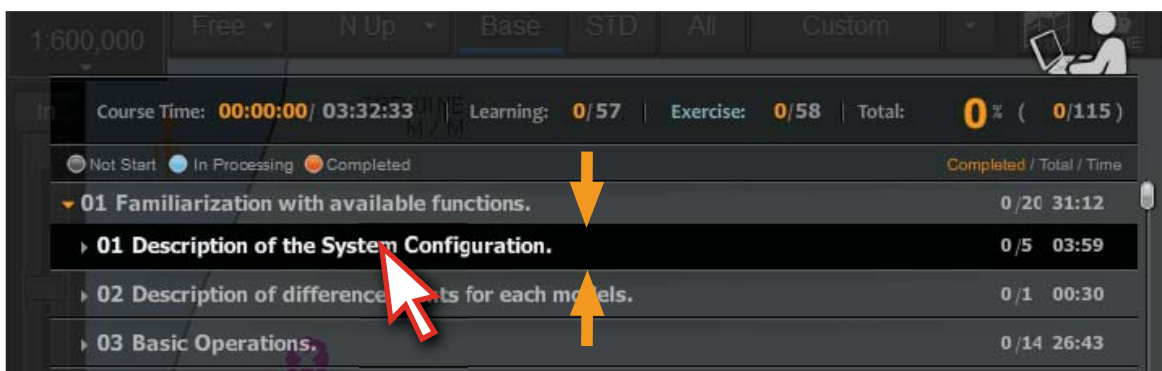 1:600,000 Free N Up Base STD All Custom
Course Time: 00:00:00/ 03:32:33 Learning: 0/57 | Exercise: 0/58 | Total: 0 % ( 0/115 )
Not Start In Processing Completed Completed / Total / Time
01 Familiarization with available functions. 0/20 31:12
01 Description of the System Configuration. 0/5 03:59
02 Description of difference for each models. 0/1 00:30
03 Basic Operations. 0/14 26:43